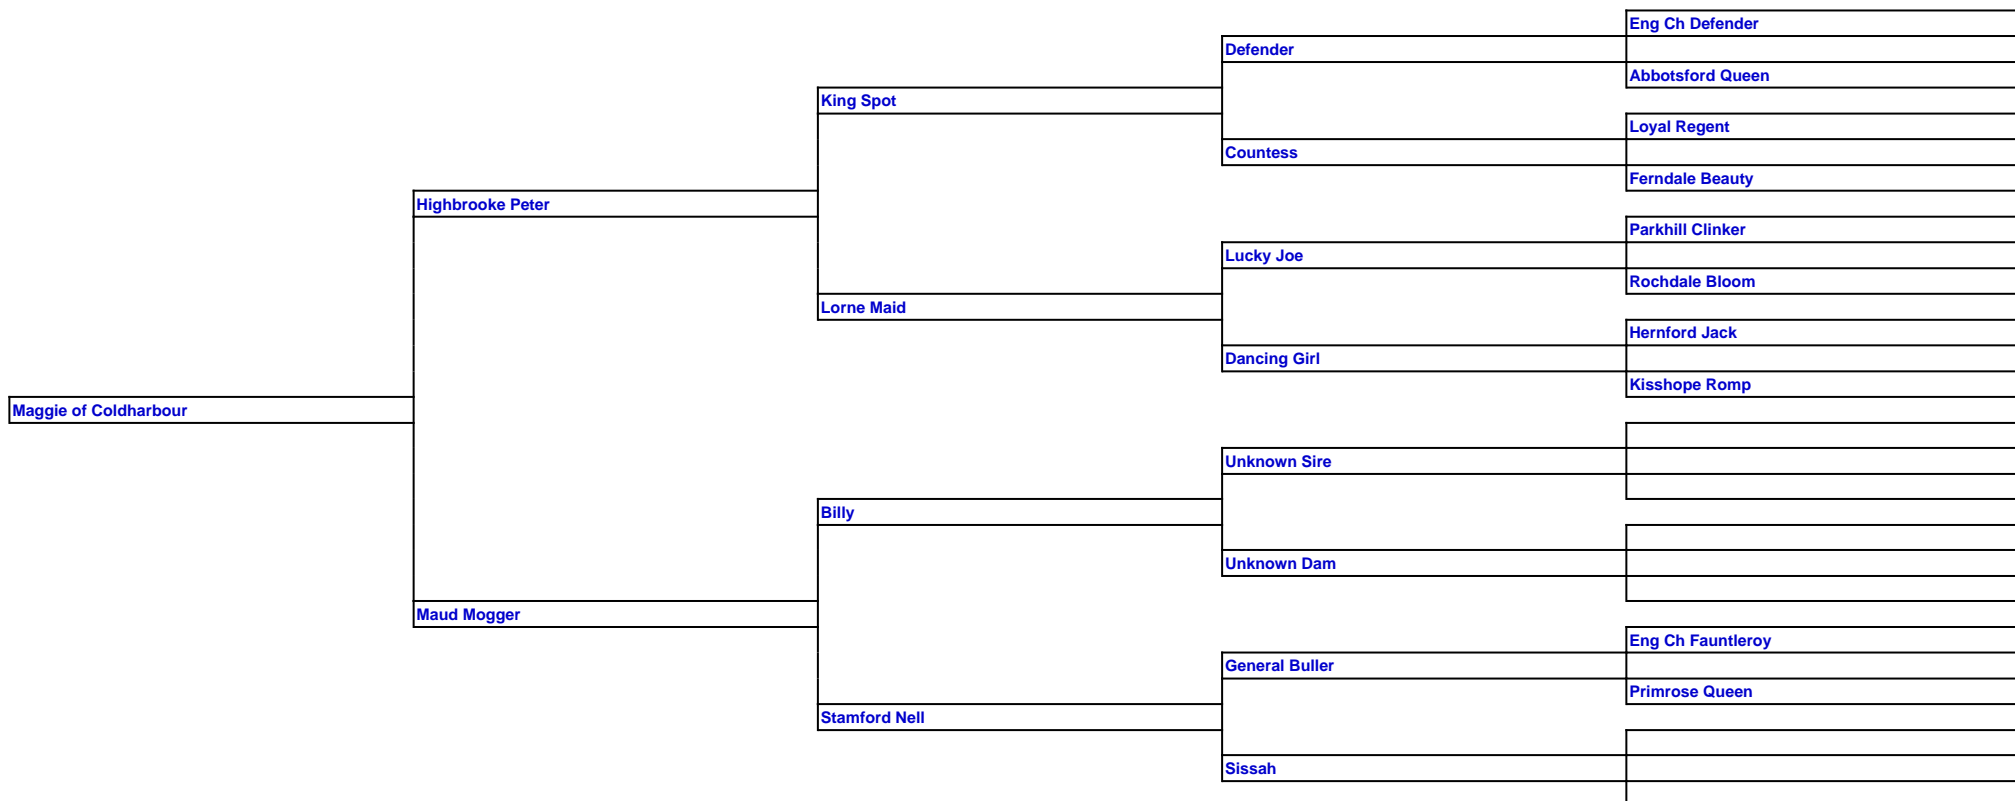 Eng Ch Defender
Defender
Abbotsford Queen
King Spot
Loyal Regent
Countess
Ferndale Beauty
Highbrooke Peter
Parkhill Clinker
Lucky Joe
Rochdale Bloom
Lorne Maid
Hernford Jack
Dancing Girl
Kisshope Romp
Maggie of Coldharbour
Unknown Sire
Billy
Unknown Dam
Maud Mogger
Eng Ch Fauntleroy
General Buller
Primrose Queen
Stamford Nell
Sissah